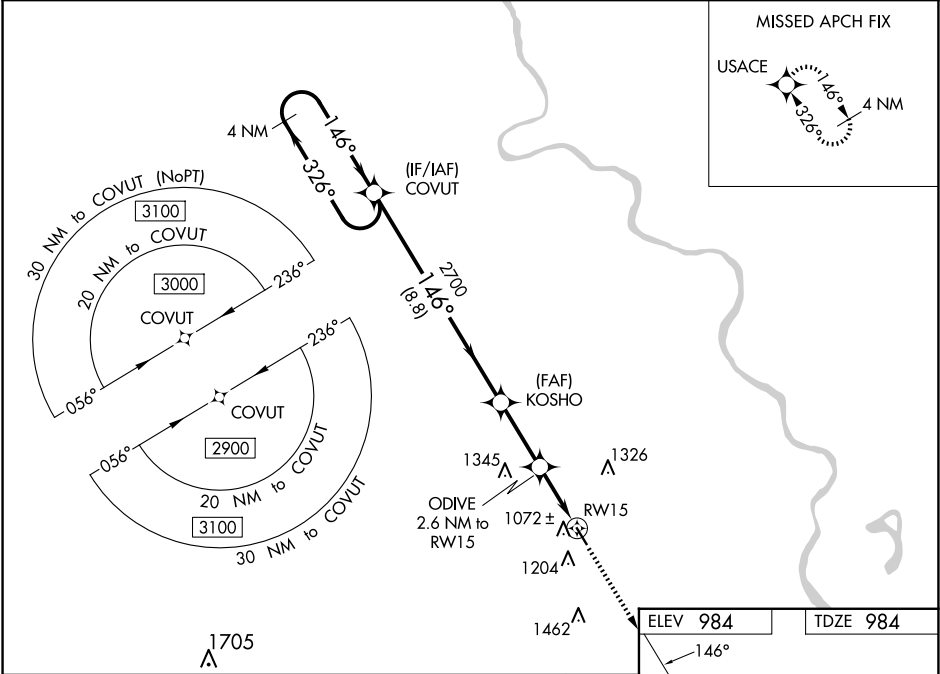 MISSED APCH FIX
USACE
146°
326°
4 NM
4 NM
146°
326°
(IF/IAF)
COVUT
30 NM to COVUT (NoPT)
3100
20 NM to COVUT
3000
236°
COVUT
056°
2700
146°
(8.8)
236°
COVUT
056°
2900
20 NM to COVUT
3100
30 NM to COVUT
(FAF)
KOSHO
1345
1326
ODIVE
2.6 NM to
RW15
1072 ±
RW15
1204
1462
1705
ELEV 984
TDZE 984
146°